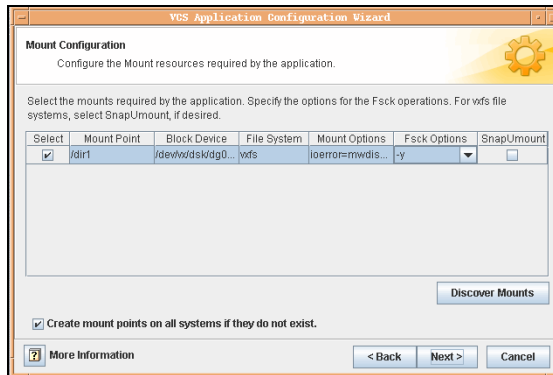 VCS Application Configuration Wizard
Mount Configuration
Configure the Mount resources required by the application.
Select the mounts required by the application. Specify the options for the Fsck operations. For vxfs file
systems, select SnapUmount, if desired.
Select Mount Point Block Device File System Mount Options Fsck Options SnapUmount
/dir1 /dev/vx/dsk/dg0... vxfs ioerror=mwdis... -y
Discover Mounts
Create mount points on all systems if they do not exist.
? More Information < Back Next > Cancel